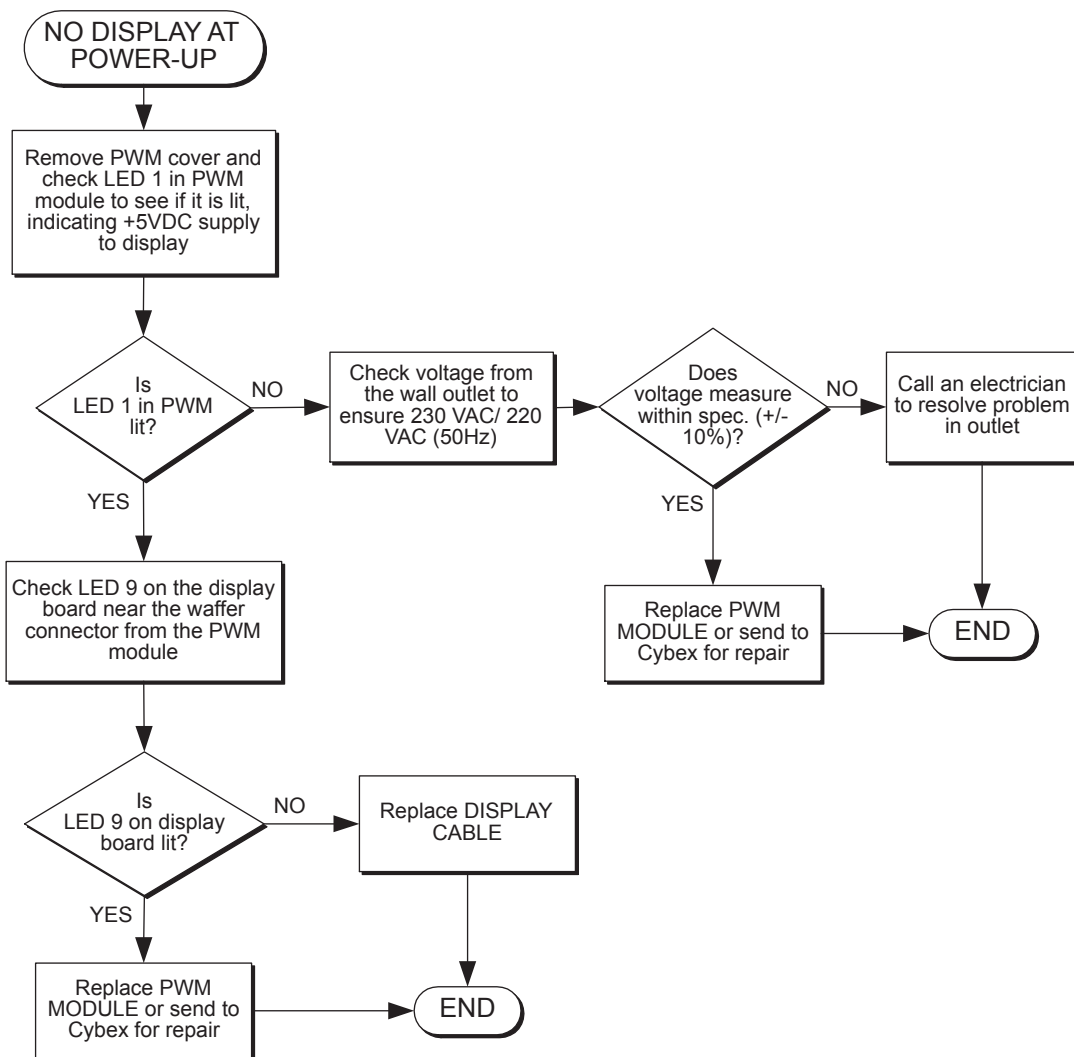 NO DISPLAY AT
POWER-UP
Remove PWM cover and
check LED 1 in PWM
module to see if it is lit,
indicating +5VDC supply
to display
Is
LED 1 in PWM
lit?
NO
Check voltage from
the wall outlet to
ensure 230 VAC/ 220
VAC (50Hz)
Does
voltage measure
within spec. (+/-
10%)?
NO
Call an electrician
to resolve problem
in outlet
YES
YES
Check LED 9 on the display
board near the waffer
connector from the PWM
module
Replace PWM
MODULE or send to
Cybex for repair
END
Is
LED 9 on display
board lit?
NO
Replace DISPLAY
CABLE
YES
Replace PWM
MODULE or send to
Cybex for repair
END